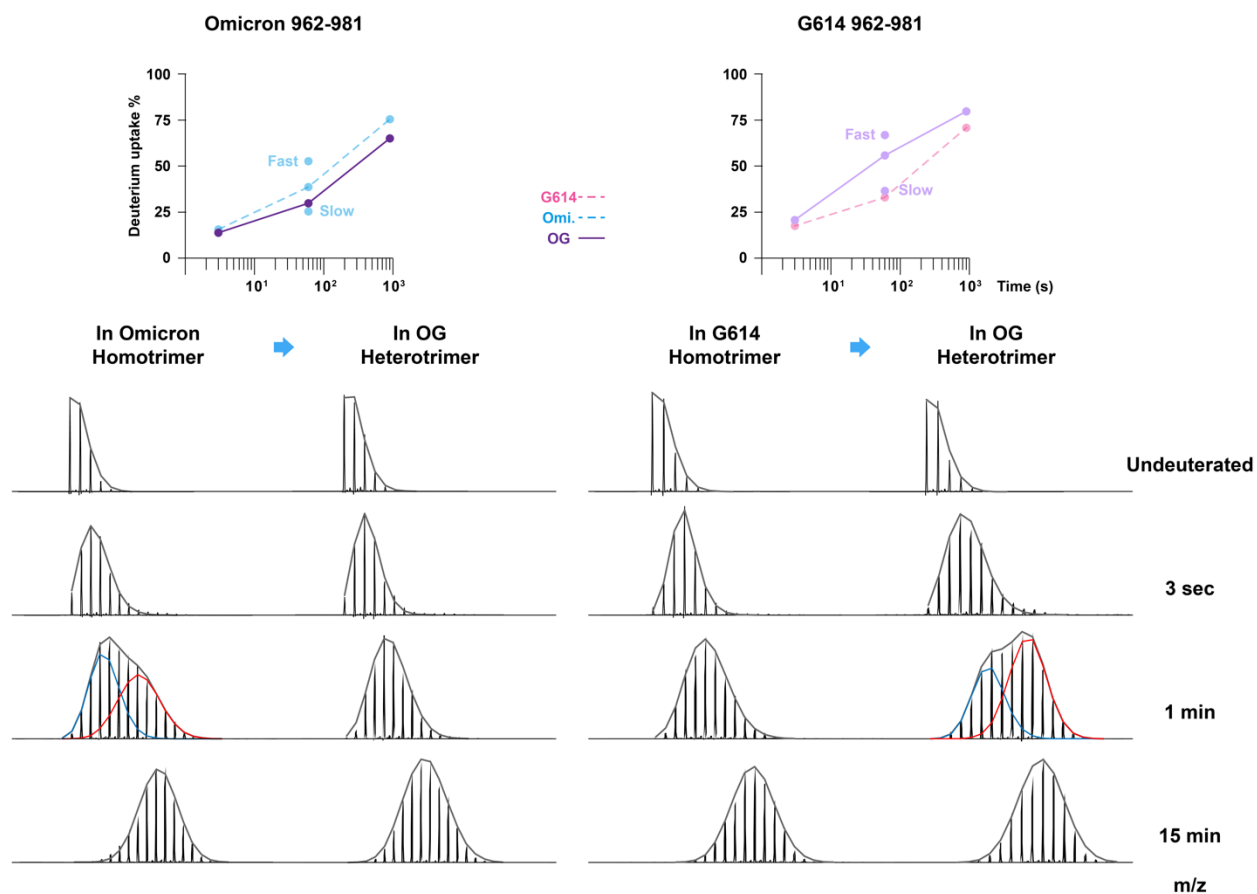 Omicron 962-981
G614 962-981
Deuterium uptake %
100
75
50
25
0
Fast
Slow
10¹ 10² 10³
G614
Omi.
OG
100
75
50
25
0
Fast
Slow
10¹ 10² 10³ Time (s)
In Omicron
Homotrimer
In OG
Heterotrimer
In G614
Homotrimer
In OG
Heterotrimer
Undeuterated
3 sec
1 min
15 min
m/z